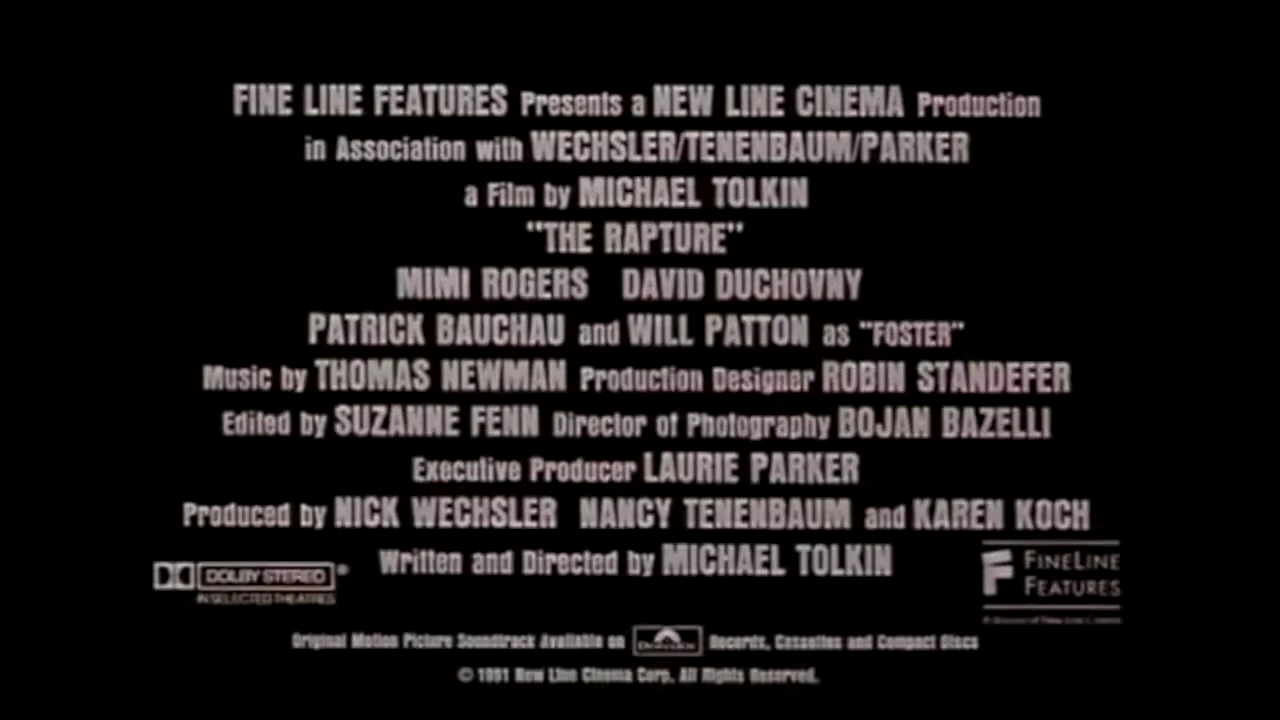 FINE LINE FEATURES Presents a NEW LINE CINEMA Production
in Association with WECHSLER/TENENBAUM/PARKER
a Film by MICHAEL TOLKIN
"THE RAPTURE"
MIMI ROGERS DAVID DUCHOVNY
PATRICK BAUCHAU and WILL PATTON as "FOSTER"
Music by THOMAS NEWMAN Production Designer ROBIN STANDEFER
Edited by SUZANNE FENN Director of Photography BOJAN BAZELLI
Executive Producer LAURIE PARKER
Produced by NICK WECHSLER NANCY TENENBAUM and KAREN KOCH
Written and Directed by MICHAEL TOLKIN
DOLBY STEREO
IN SELECTED THEATRES
FINELINE
FEATURES
Original Motion Picture Soundtrack Available on Records, Cassettes and Compact Discs
© 1991 New Line Cinema Corp. All Rights Reserved.